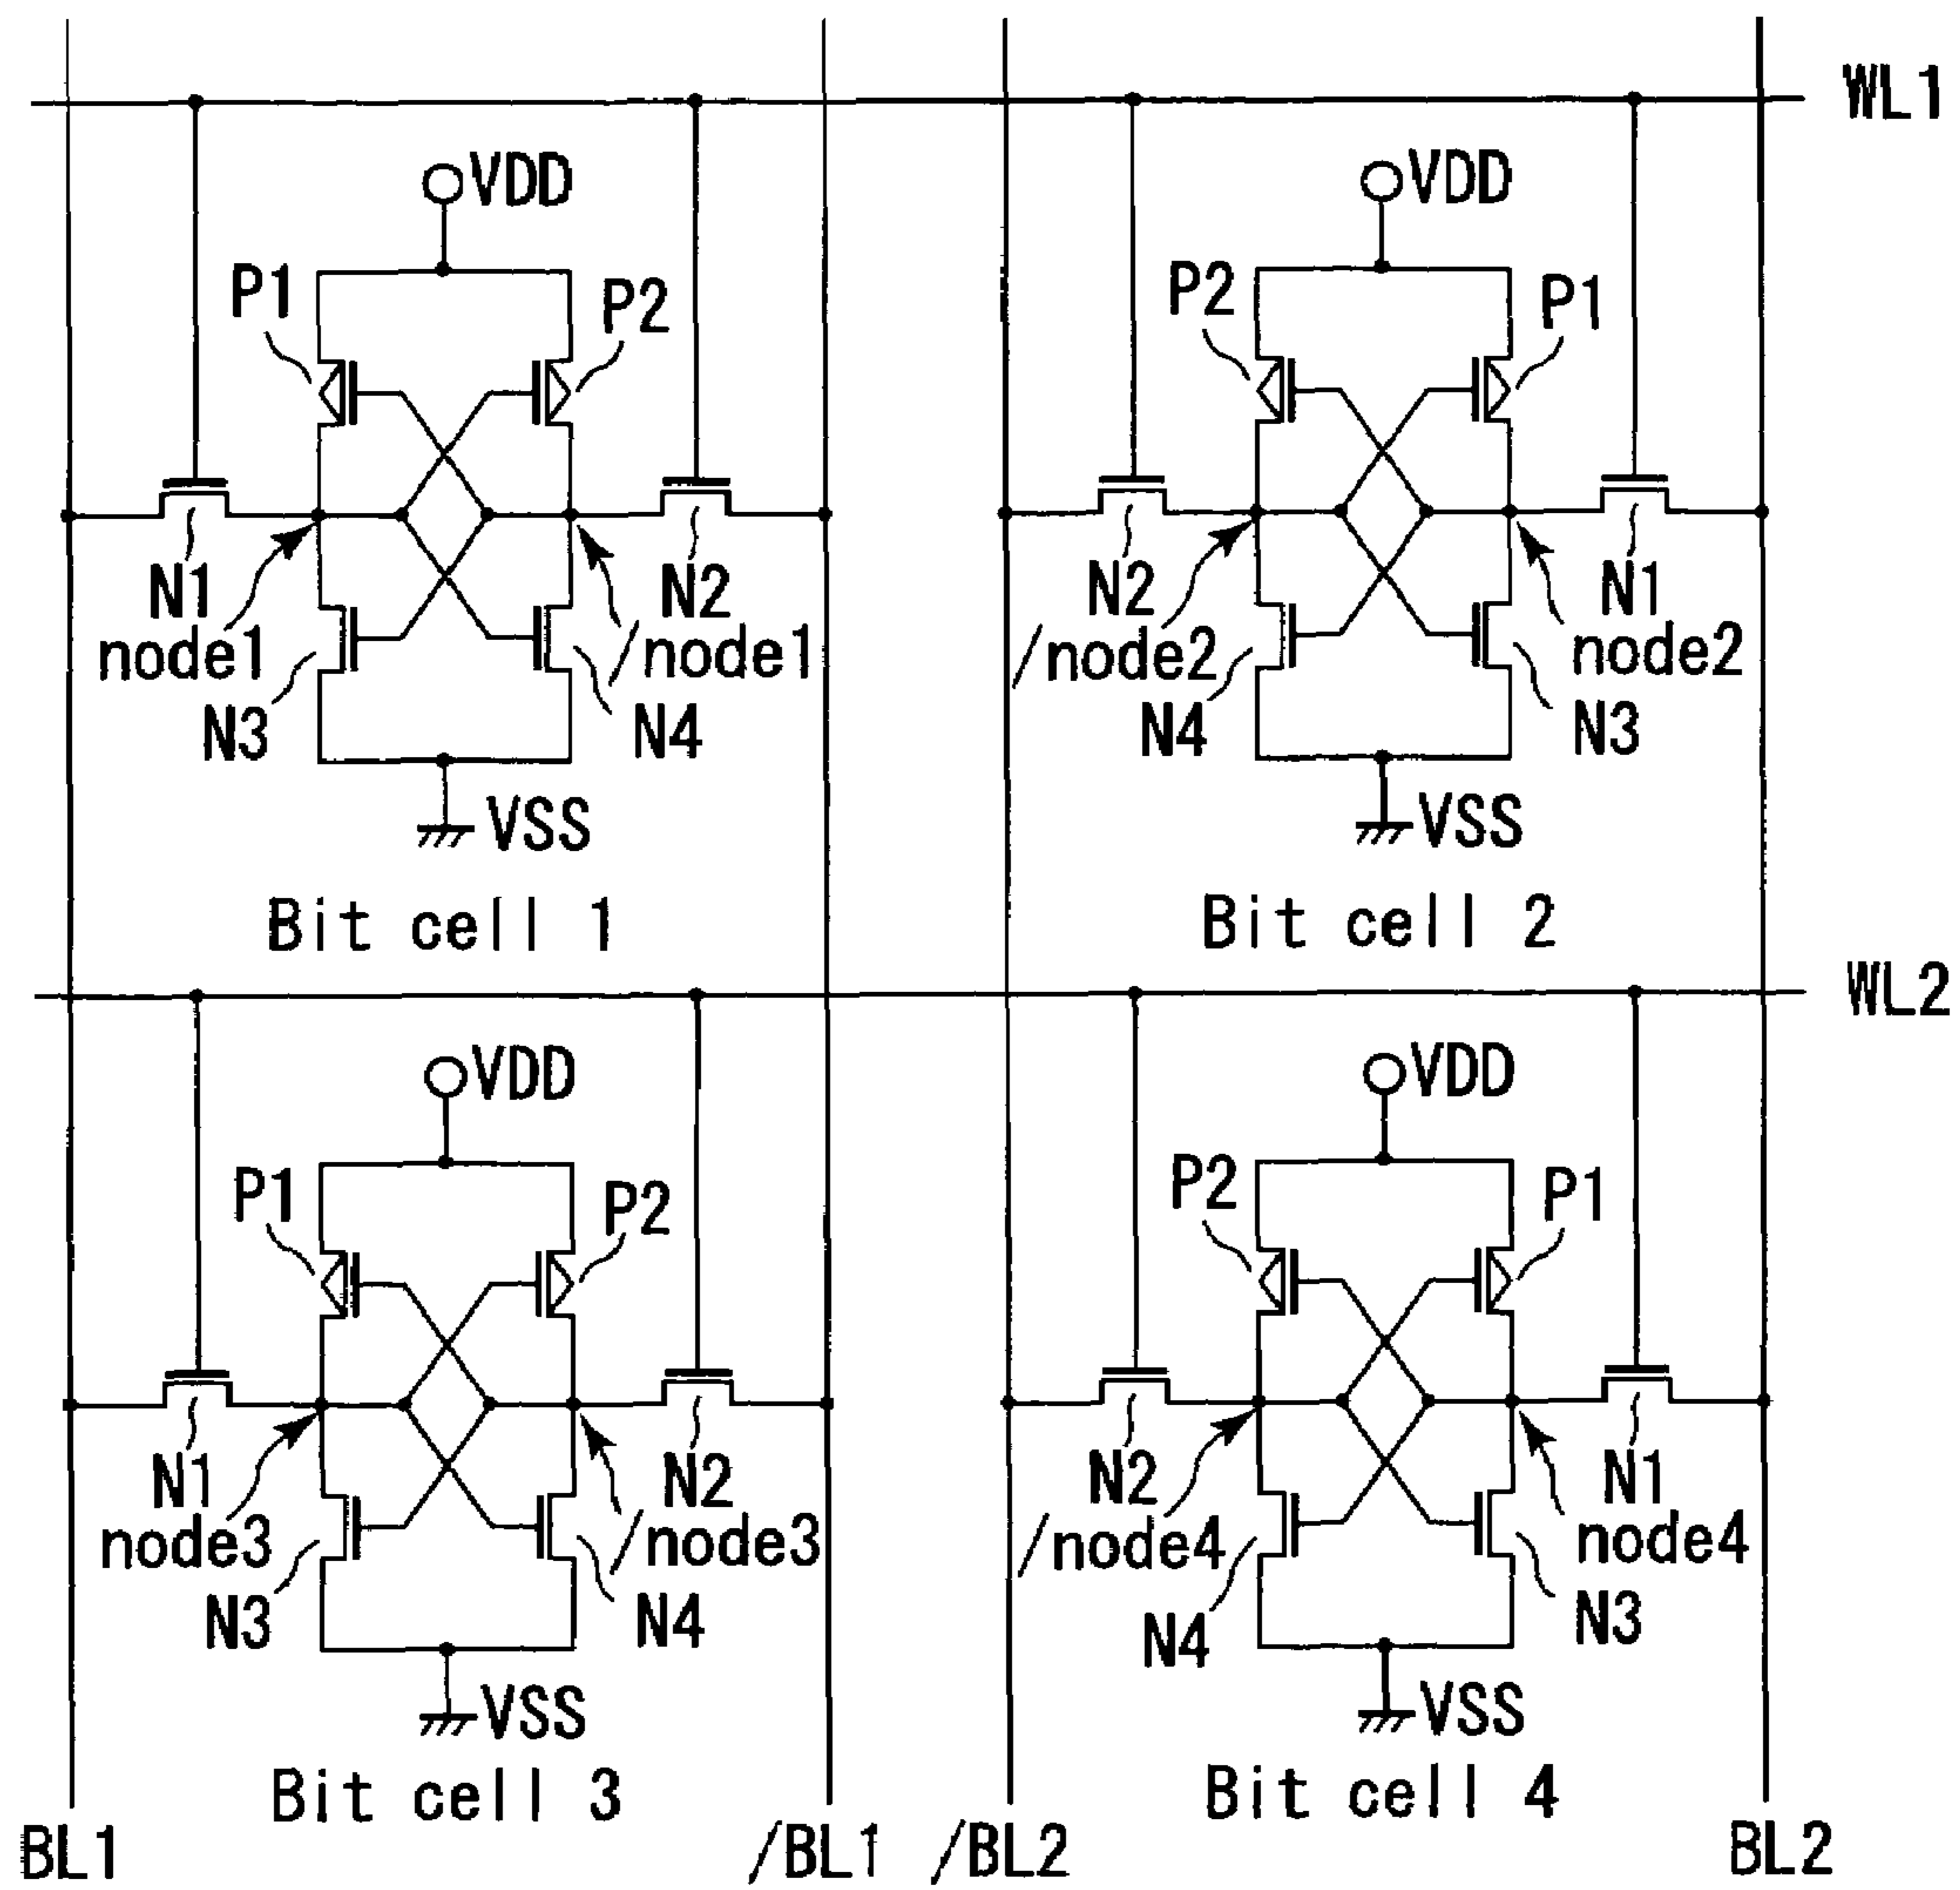 WL1
VDD
VDD
P1
P2
P2
P1
N1
N2
N2
N1
node1
/node1
/node2
node2
N3
N4
N4
N3
VSS
VSS
Bit cell 1
Bit cell 2
WL2
VDD
VDD
P1
P2
P2
P1
N1
N2
N2
N1
node3
/node3
/node4
node4
N3
N4
N4
N3
VSS
VSS
Bit cell 3
Bit cell 4
BL1
/BL1
/BL2
BL2